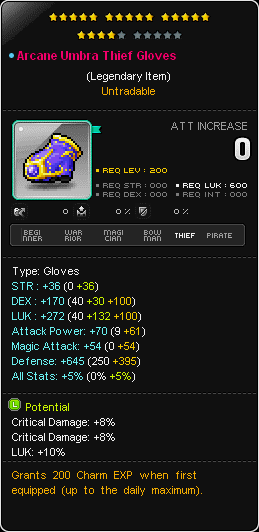 Arcane Umbra Thief Gloves
(Legendary Item)
Untradable
ATT INCREASE
0
REQ LEV : 200
REQ STR : 000 REQ LUK : 600
REQ DEX : 000 REQ INT : 000
0 0 % 0 %
BEGINNER WARRIOR MAGICIAN BOWMAN THIEF PIRATE
Type: Gloves
STR : +36 (0 +36)
DEX : +170 (40 +30 +100)
LUK : +272 (40 +132 +100)
Attack Power: +70 (9 +61)
Magic Attack: +54 (0 +54)
Defense: +645 (250 +395)
All Stats: +5% (0% +5%)
L Potential
Critical Damage: +8%
Critical Damage: +8%
LUK: +10%
Grants 200 Charm EXP when first
equipped (up to the daily maximum).